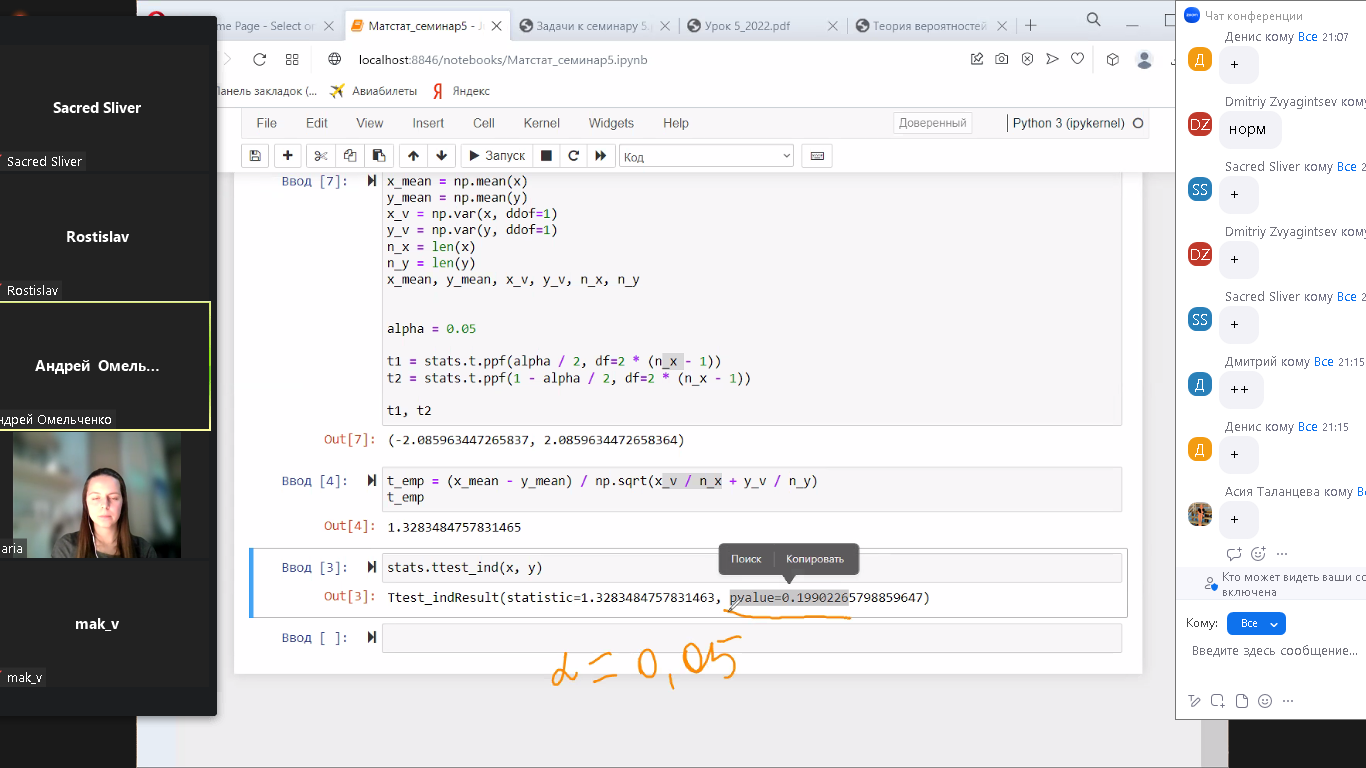 me Page - Select or
Матстат_семинар5 - J
Задачи к семинару 5.
Урок 5_2022.pdf
Теория вероятностей
localhost:8846/notebooks/Матстат_семинар5.ipynb
Панель закладок (...
Авиабилеты
Я Яндекс
File Edit View Insert Cell Kernel Widgets Help
Доверенный
Python 3 (ipykernel)
Запуск
Код
Ввод [7]:
x_mean = np.mean(x)
y_mean = np.mean(y)
x_v = np.var(x, ddof=1)
y_v = np.var(y, ddof=1)
n_x = len(x)
n_y = len(y)
x_mean, y_mean, x_v, y_v, n_x, n_y
alpha = 0.05
t1 = stats.t.ppf(alpha / 2, df=2 * (n_x - 1))
t2 = stats.t.ppf(1 - alpha / 2, df=2 * (n_x - 1))
t1, t2
Out[7]: (-2.085963447265837, 2.0859634472658364)
Ввод [4]:
t_emp = (x_mean - y_mean) / np.sqrt(x_v / n_x + y_v / n_y)
t_emp
Out[4]: 1.3283484757831465
Поиск Копировать
Ввод [3]: stats.ttest_ind(x, y)
Out[3]: Ttest_indResult(statistic=1.3283484757831463, pvalue=0.19902265798859647)
Ввод [ ]:
α = 0,05
Sacred Sliver
Sacred Sliver
Rostislav
Rostislav
Андрей Омель...
ндрей Омельченко
aria
mak_v
mak_v
zoom
Чат конференции
Денис кому Все 21:07
Д
+
Dmitriy Zvyagintsev кому
DZ
норм
Sacred Sliver кому Все 2
SS
+
Dmitriy Zvyagintsev кому
DZ
+
Sacred Sliver кому Все 2
SS
+
Дмитрий кому Все 21:15
Д
++
Денис кому Все 21:15
Д
+
Асия Таланцева кому В
+
Кто может видеть ваши со
включена
Кому: Все
Введите здесь сообщение...